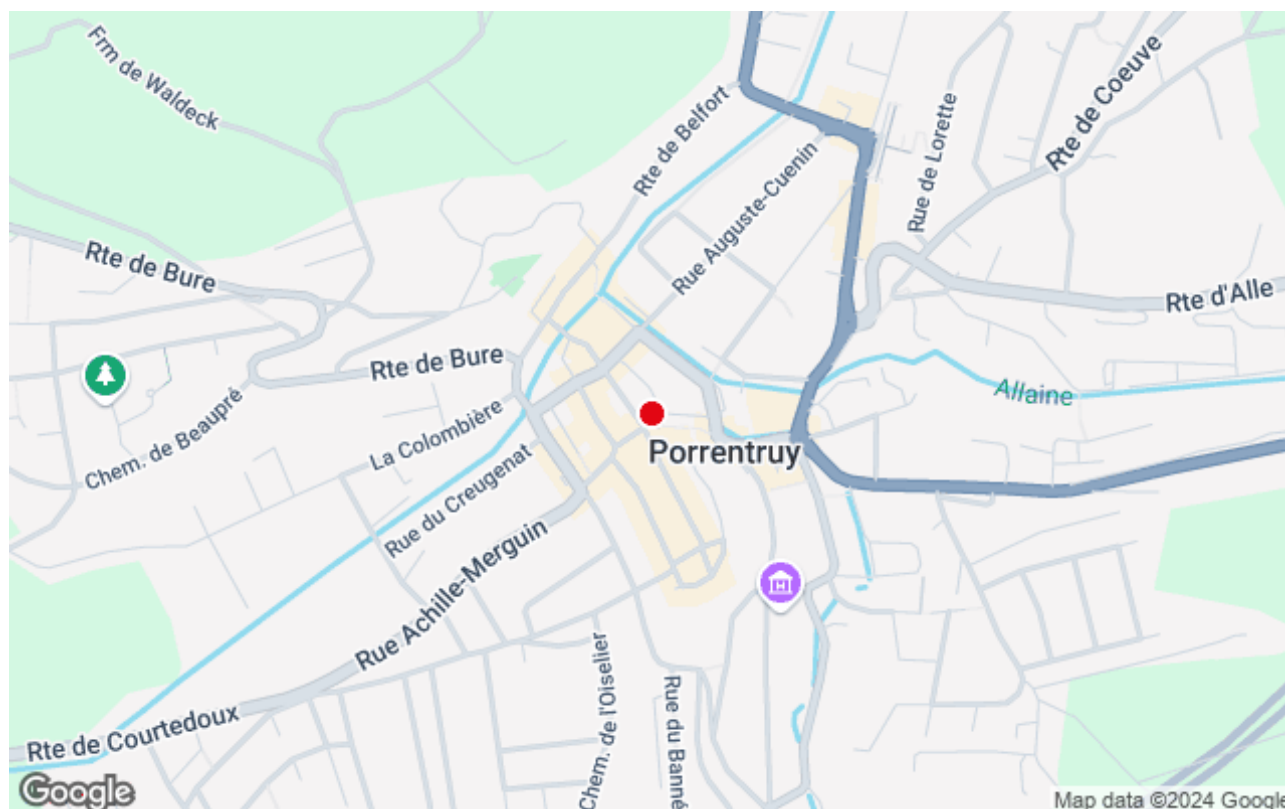 Frm de Waldeck
Rte de Belfort
Rue Auguste-Cuenin
Rue de Lorette
Rte de Coeuve
Rte de Bure
Rte d'Alle
Rte de Bure
Allaine
Chem. de Beaupré
La Colombière
Porrentruy
Rue du Creugenat
Rue Achille-Merguin
Chem. de l'Oiselier
Rue du Banné
Rte de Courtedoux
Google
Map data ©2024 Google